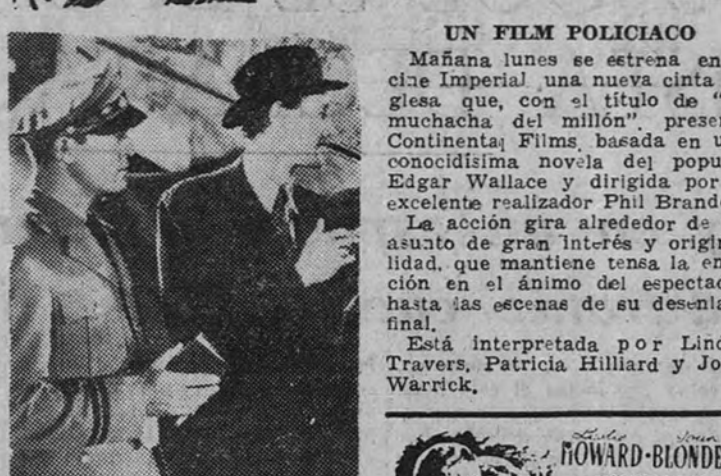 UN FILM POLICIACO
Mañana lunes se estrena en
cine Imperial una nueva cinta
glesa que, con el título de "
muchacha del millón", presen
Continental Films, basada en u
conocidísima novela del popu
Edgar Wallace y dirigida por
excelente realizador Phil Brand
La acción gira alrededor de
asunto de gran interés y origin
lidad, que mantiene tensa la em
ción en el ánimo del espectad
hasta las escenas de su desenla
final.
Está interpretada por Lind
Travers, Patricia Hilliard y Jo
Warrick.
Leslie Joan
HOWARD-BLONDE